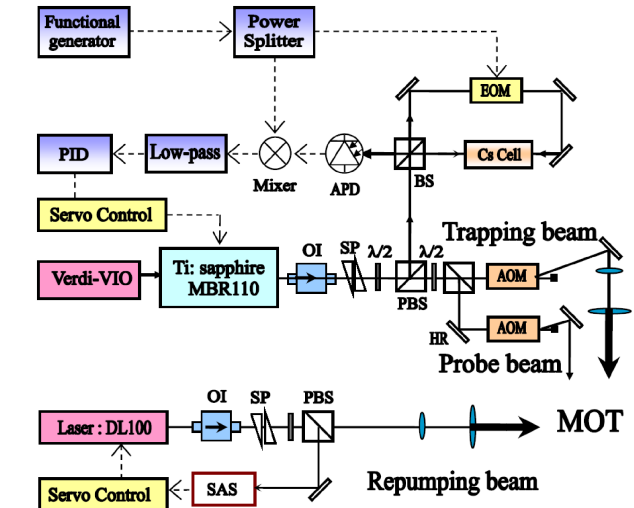 Functional
generator
Power
Splitter
EOM
PID
Low-pass
Mixer
APD
BS
Cs Cell
Servo Control
Verdi-VIO
Ti: sapphire
MBR110
OI
SP
λ/2
PBS
λ/2
AOM
Trapping beam
HR
AOM
Probe beam
Laser : DL100
OI
SP
PBS
MOT
Servo Control
SAS
Repumping beam